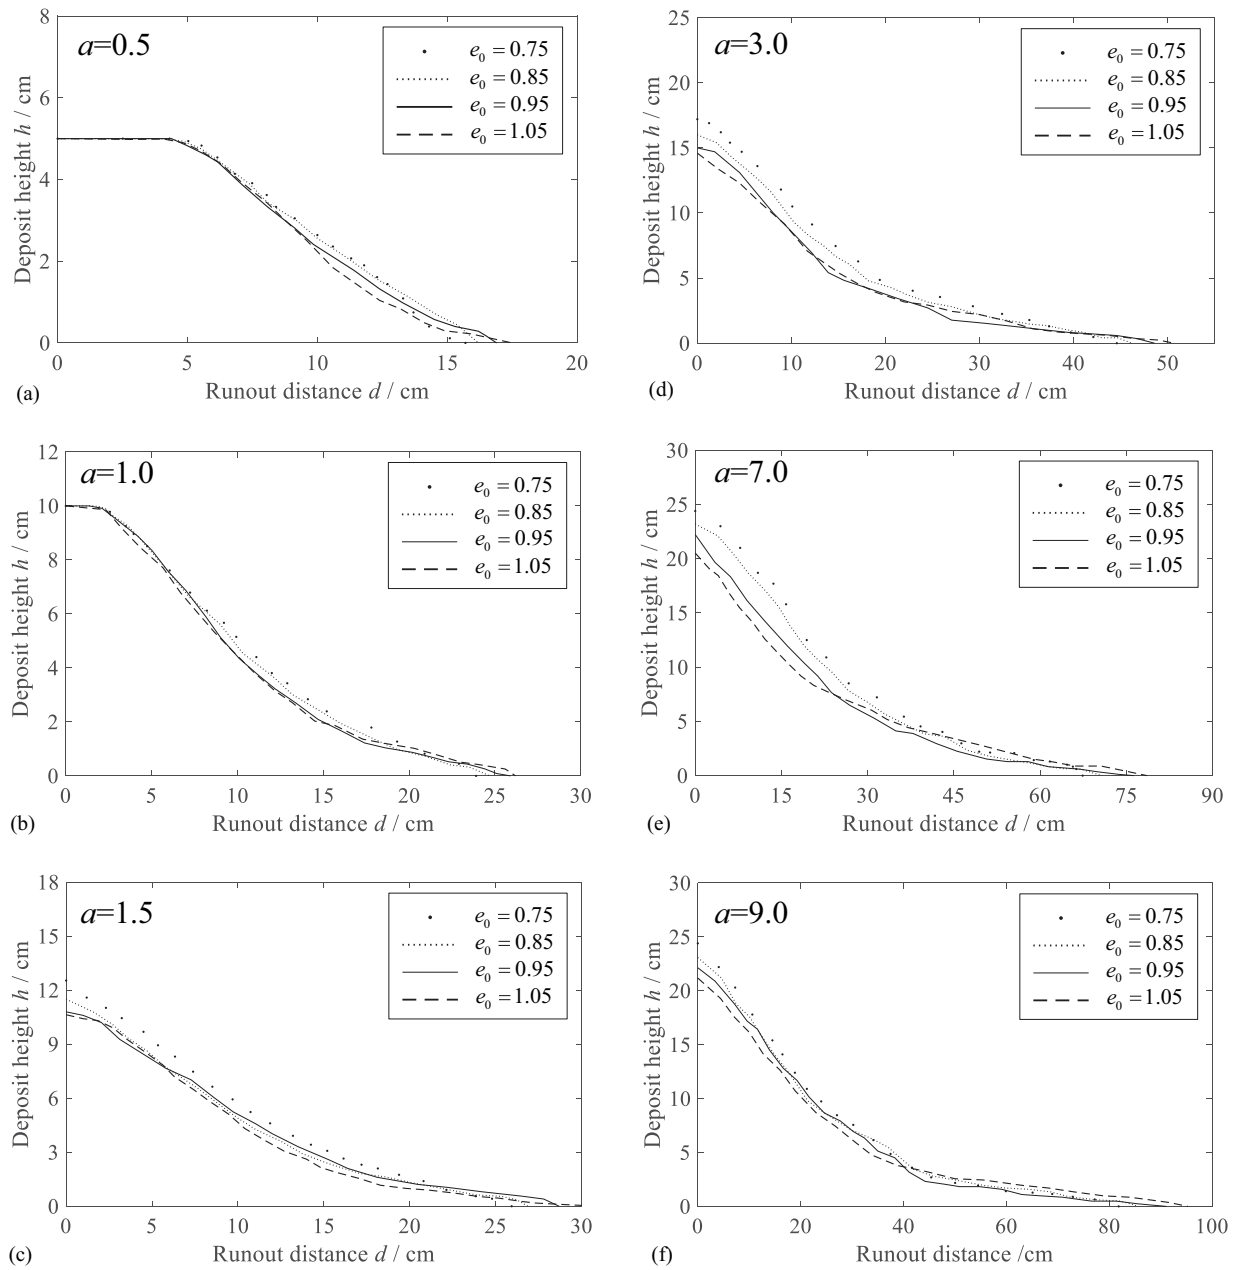 a=0.5
e0 = 0.75
e0 = 0.85
e0 = 0.95
e0 = 1.05
8
6
4
2
0
Deposit height h / cm
0 5 10 15 20
Runout distance d / cm
(a)
a=3.0
e0 = 0.75
e0 = 0.85
e0 = 0.95
e0 = 1.05
25
20
15
10
5
0
Deposit height h / cm
0 10 20 30 40 50
Runout distance d / cm
(d)
a=1.0
e0 = 0.75
e0 = 0.85
e0 = 0.95
e0 = 1.05
12
10
8
6
4
2
0
Deposit height h / cm
0 5 10 15 20 25 30
Runout distance d / cm
(b)
a=7.0
e0 = 0.75
e0 = 0.85
e0 = 0.95
e0 = 1.05
30
25
20
15
10
5
0
Deposit height h / cm
0 15 30 45 60 75 90
Runout distance d / cm
(e)
a=1.5
e0 = 0.75
e0 = 0.85
e0 = 0.95
e0 = 1.05
18
15
12
9
6
3
0
Deposit height h / cm
0 5 10 15 20 25 30
Runout distance d / cm
(c)
a=9.0
e0 = 0.75
e0 = 0.85
e0 = 0.95
e0 = 1.05
30
25
20
15
10
5
0
Deposit height h / cm
0 20 40 60 80 100
Runout distance /cm
(f)